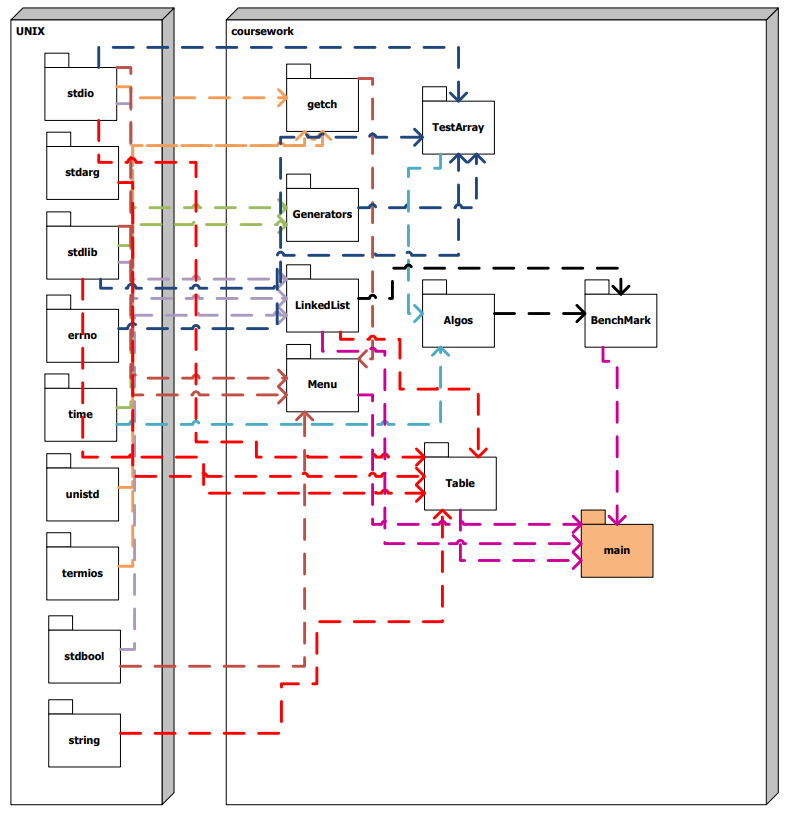 UNIX
coursework
stdio
getch
TestArray
stdarg
Generators
stdlib
LinkedList
errno
Algos
BenchMark
Menu
time
unistd
Table
termios
main
stdbool
string